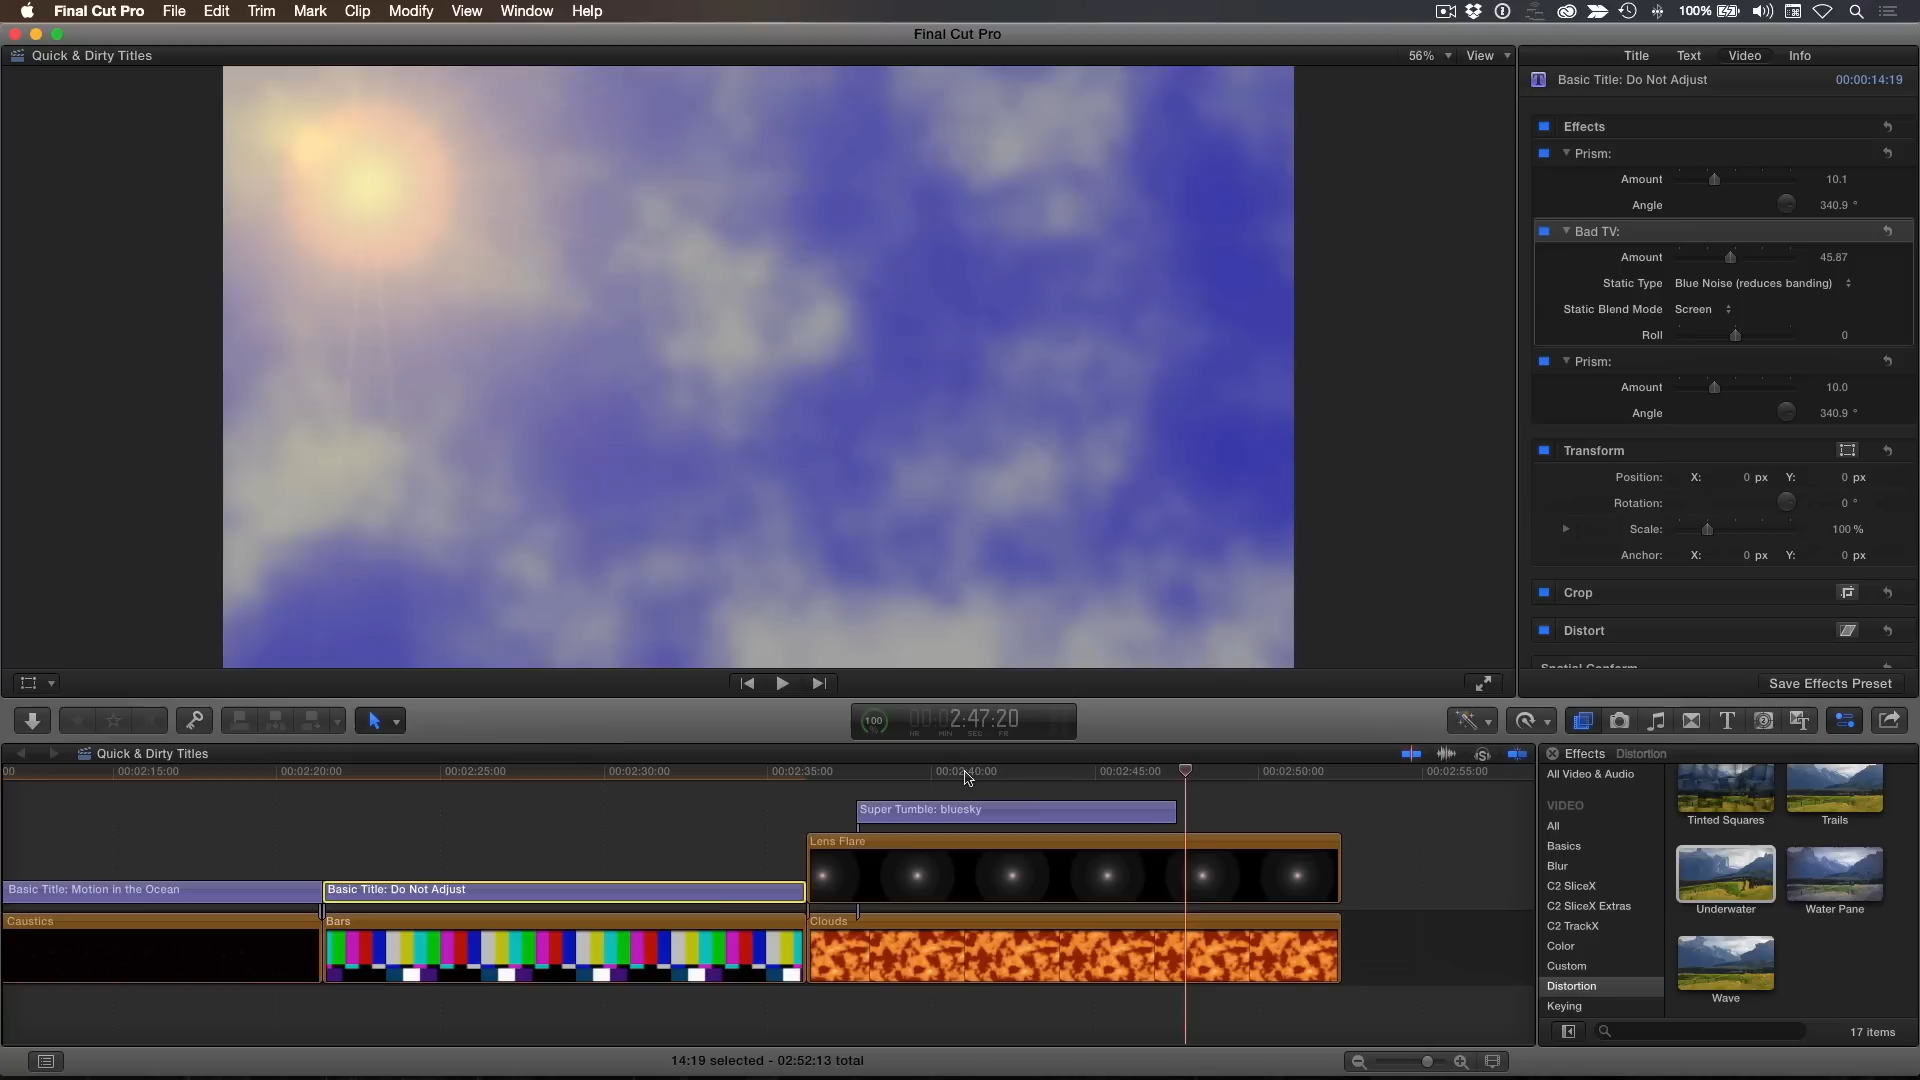 Final Cut Pro File Edit Trim Mark Clip Modify View Window Help 100%
Final Cut Pro
Quick & Dirty Titles 56% View Title Text Video Info
Basic Title: Do Not Adjust 00:00:14:19
Effects
Prism:
Amount 10.1
Angle 340.9 °
Bad TV:
Amount 45.87
Static Type Blue Noise (reduces banding)
Static Blend Mode Screen
Roll 0
Prism:
Amount 10.0
Angle 340.9 °
Transform
Position: X: 0 px Y: 0 px
Rotation: 0 °
Scale: 100 %
Anchor: X: 0 px Y: 0 px
Crop
Distort
Spatial Conform
Save Effects Preset
100 00:02:47:20
HR MIN SEC FR
Quick & Dirty Titles
Effects Distortion
00 00:02:15:00 00:02:20:00 00:02:25:00 00:02:30:00 00:02:35:00 00:02:40:00 00:02:45:00 00:02:50:00 00:02:55:00
Super Tumble: bluesky
Lens Flare
Basic Title: Motion in the Ocean Basic Title: Do Not Adjust
Caustics Bars Clouds
All Video & Audio
VIDEO
All
Basics
Blur
C2 SliceX
C2 SliceX Extras
C2 TrackX
Color
Custom
Distortion
Keying
Tinted Squares Trails
Underwater Water Pane
Wave
17 items
14:19 selected - 02:52:13 total